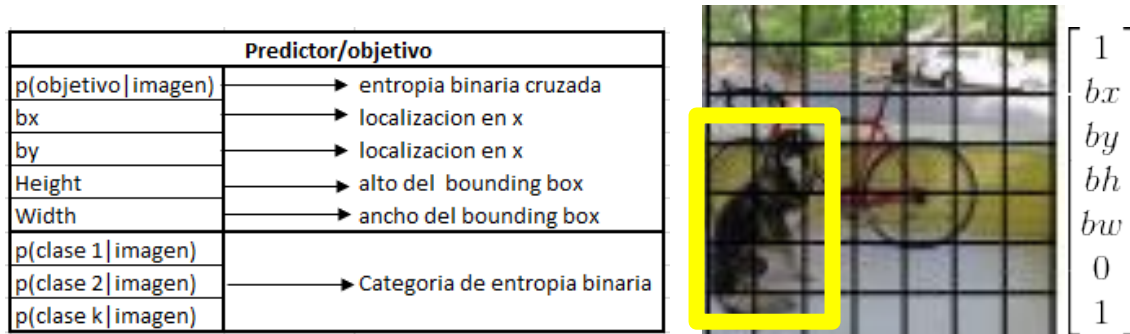 Predictor/objetivo
p(objetivo|imagen) entropia binaria cruzada
bx localizacion en x
by localizacion en x
Height alto del bounding box
Width ancho del bounding box
p(clase 1|imagen)
p(clase 2|imagen) Categoria de entropia binaria
p(clase k|imagen)
1
bx
by
bh
bw
0
1